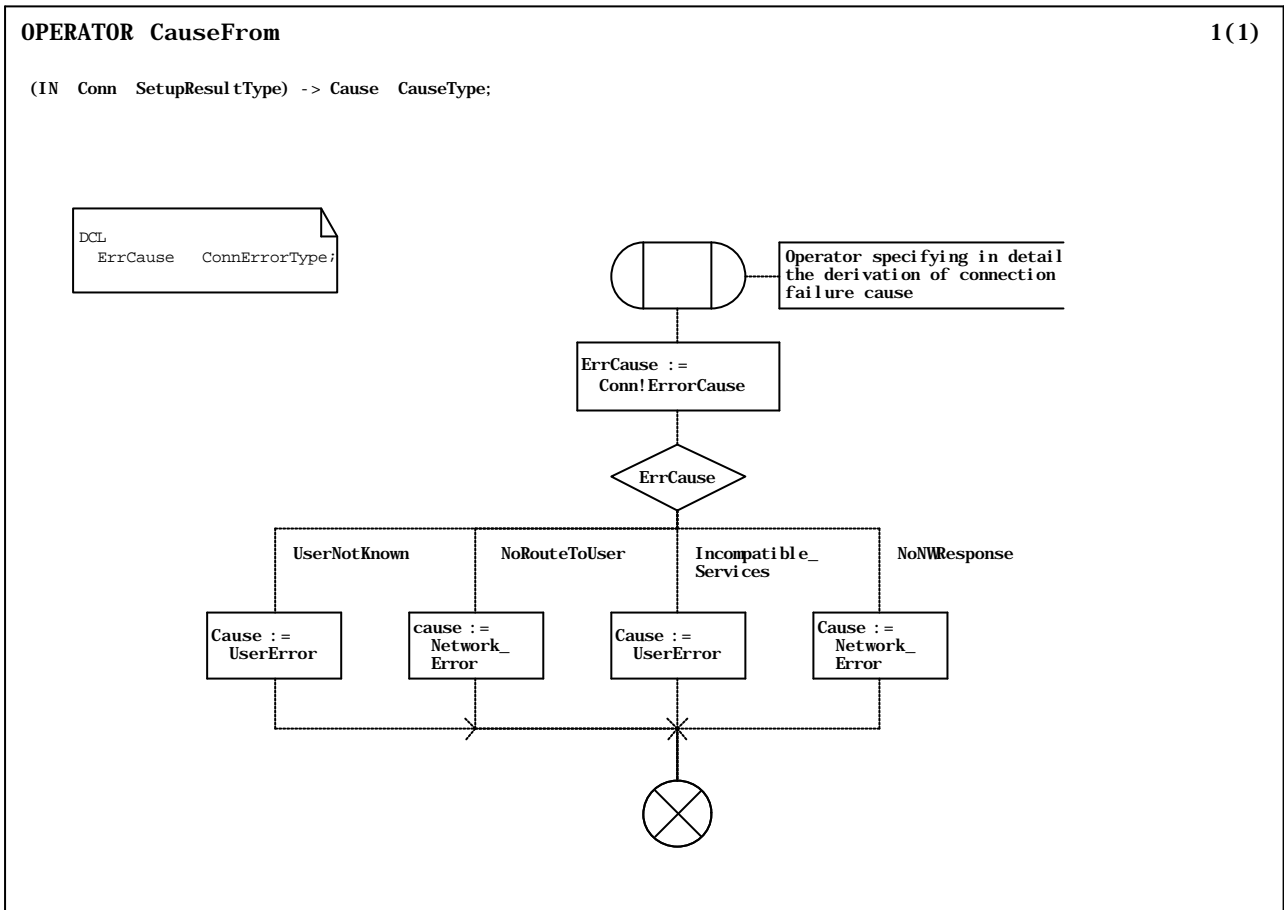 OPERATOR CauseFrom 1(1)
(IN Conn SetupResultType) -> Cause CauseType;
DCL
ErrCause ConnErrorType;
Operator specifying in detail
the derivation of connection
failure cause
ErrCause :=
Conn!ErrorCause
ErrCause
UserNotKnown
NoRouteToUser
Incompatible_
Services
NoNWResponse
Cause :=
UserError
cause :=
Network_
Error
Cause :=
UserError
Cause :=
Network_
Error